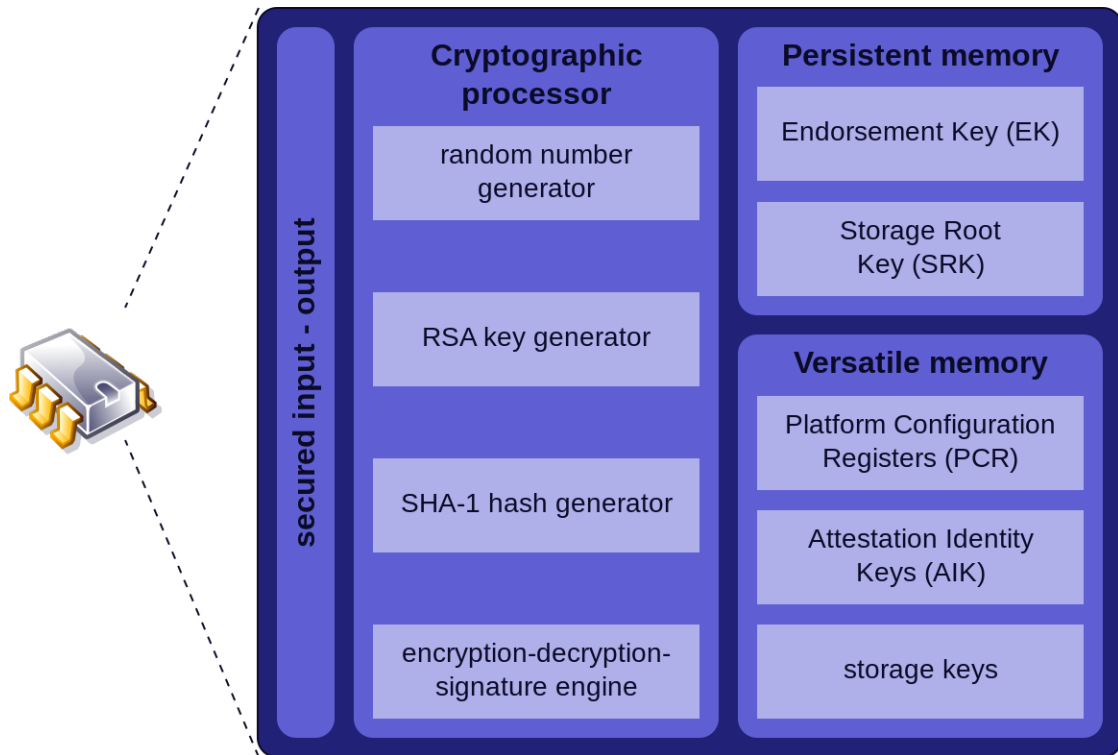 secured input - output
Cryptographic
processor
random number
generator
RSA key generator
SHA-1 hash generator
encryption-decryption-
signature engine
Persistent memory
Endorsement Key (EK)
Storage Root
Key (SRK)
Versatile memory
Platform Configuration
Registers (PCR)
Attestation Identity
Keys (AIK)
storage keys